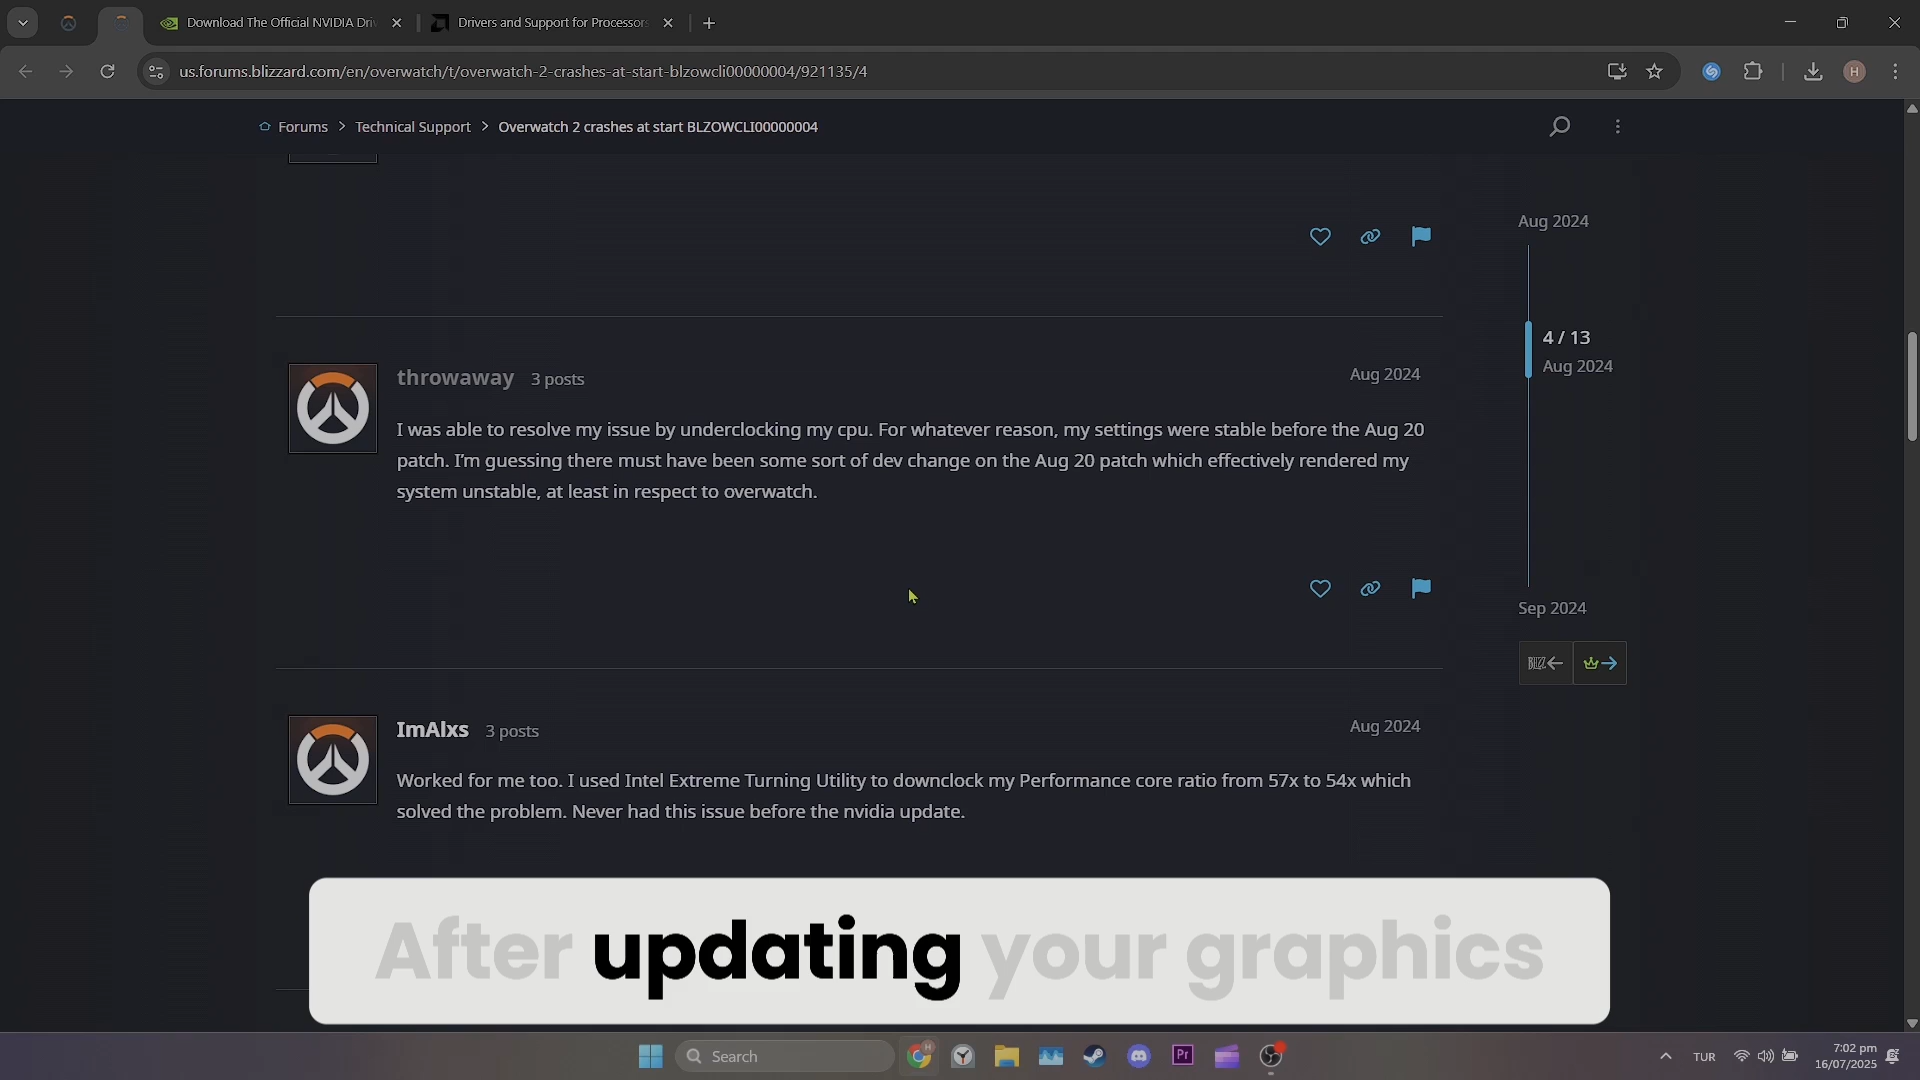 Download The Official NVIDIA Dri
Drivers and Support for Processors
us.forums.blizzard.com/en/overwatch/t/overwatch-2-crashes-at-start-blzowcli00000004/921135/4
H
Forums > Technical Support > Overwatch 2 crashes at start BLZOWCLI00000004
Aug 2024
4 / 13
Aug 2024
throwaway 3 posts
Aug 2024
I was able to resolve my issue by underclocking my cpu. For whatever reason, my settings were stable before the Aug 20
patch. I'm guessing there must have been some sort of dev change on the Aug 20 patch which effectively rendered my
system unstable, at least in respect to overwatch.
Sep 2024
ImAlxs 3 posts
Aug 2024
Worked for me too. I used Intel Extreme Turning Utility to downclock my Performance core ratio from 57x to 54x which
solved the problem. Never had this issue before the nvidia update.
After updating your graphics
Search
H
Pr
TUR
7:02 pm
16/07/2025